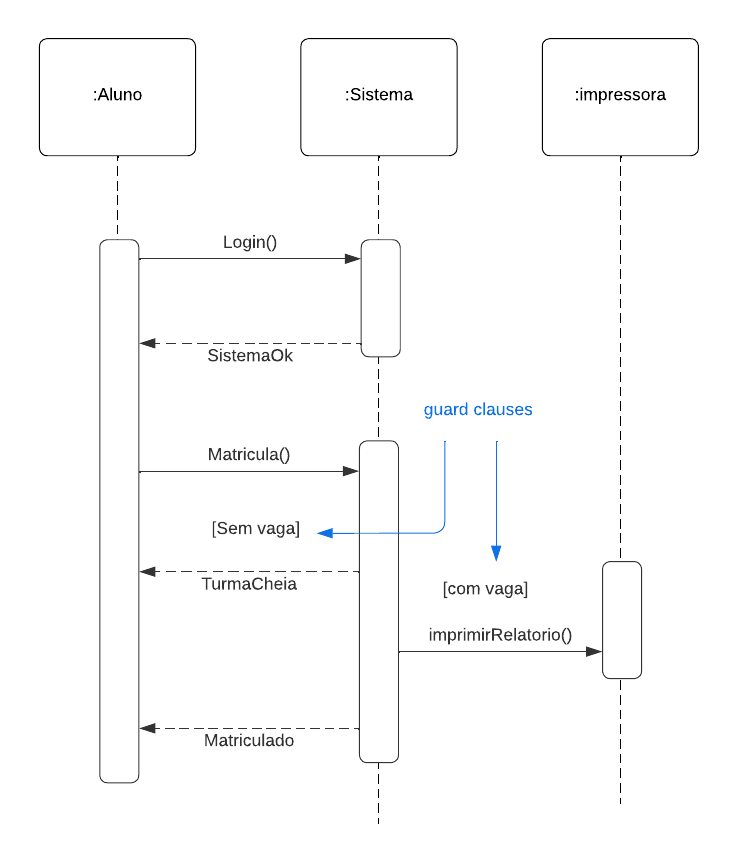 :Aluno
:Sistema
:impressora
Login()
SistemaOk
guard clauses
Matricula()
[Sem vaga]
TurmaCheia
[com vaga]
imprimirRelatorio()
Matriculado